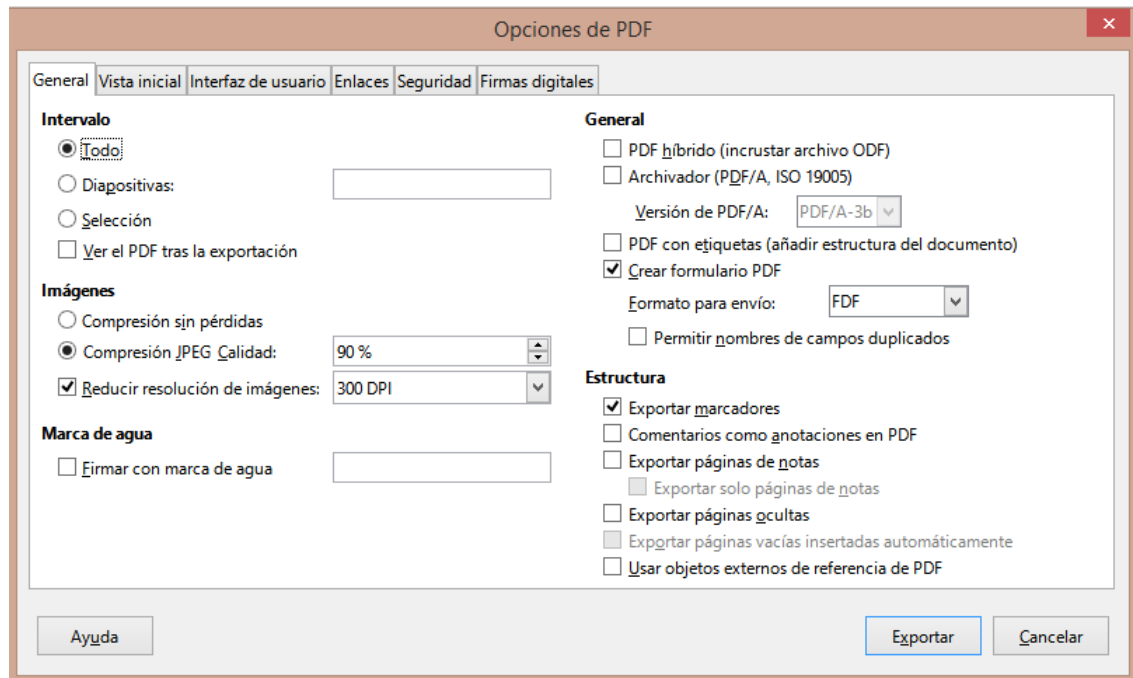 Opciones de PDF
General Vista inicial Interfaz de usuario Enlaces Seguridad Firmas digitales
Intervalo
Todo
Diapositivas:
Selección
Ver el PDF tras la exportación
Imágenes
Compresión sin pérdidas
Compresión JPEG Calidad: 90 %
Reducir resolución de imágenes: 300 DPI
Marca de agua
Firmar con marca de agua
General
PDF híbrido (incrustar archivo ODF)
Archivador (PDF/A, ISO 19005)
Versión de PDF/A: PDF/A-3b
PDF con etiquetas (añadir estructura del documento)
Crear formulario PDF
Formato para envío: FDF
Permitir nombres de campos duplicados
Estructura
Exportar marcadores
Comentarios como anotaciones en PDF
Exportar páginas de notas
Exportar solo páginas de notas
Exportar páginas ocultas
Exportar páginas vacías insertadas automáticamente
Usar objetos externos de referencia de PDF
Ayuda Exportar Cancelar